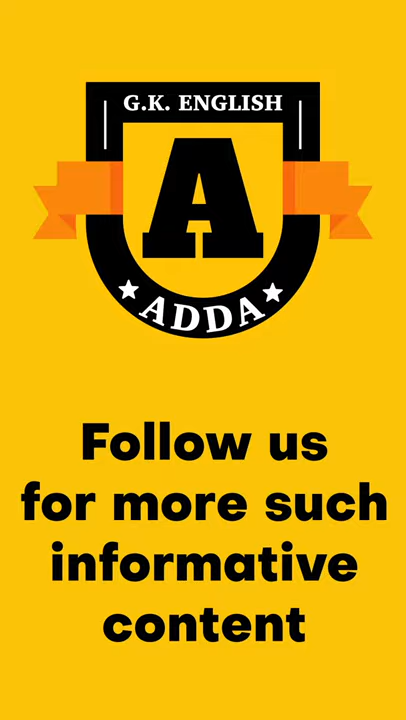 G.K. ENGLISH
A
ADDA
Follow us
for more such
informative
content